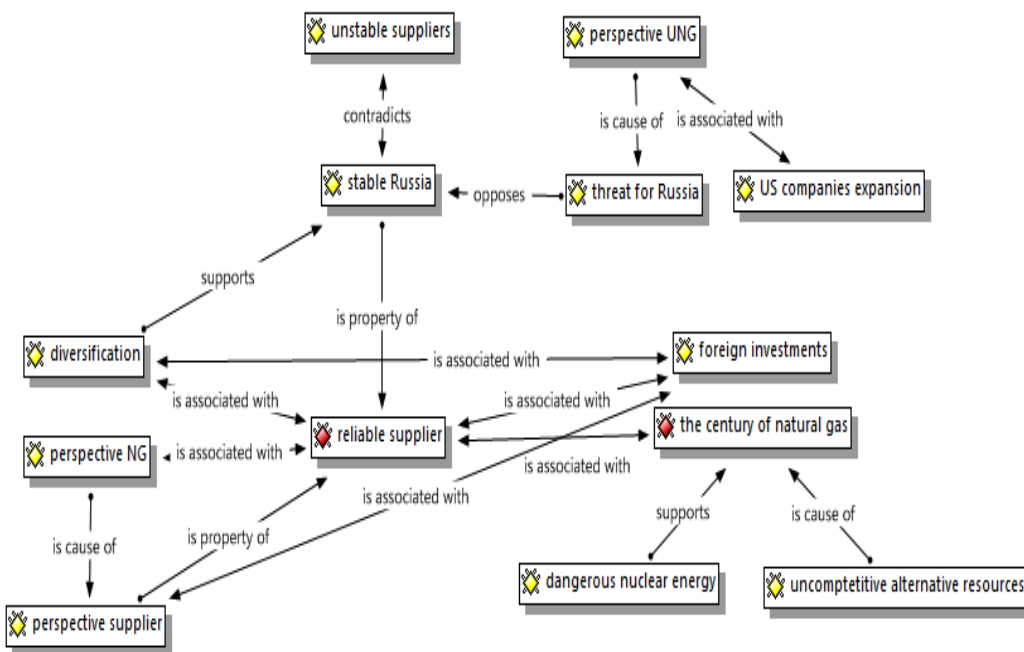 unstable suppliers
perspective UNG
contradicts
is cause of
is associated with
stable Russia
opposes
threat for Russia
US companies expansion
supports
is property of
diversification
is associated with
foreign investments
is associated with
is associated with
reliable supplier
the century of natural gas
perspective NG
is associated with
is associated with
is associated with
supports
is cause of
is property of
is cause of
dangerous nuclear energy
uncomptetitive alternative resources
perspective supplier